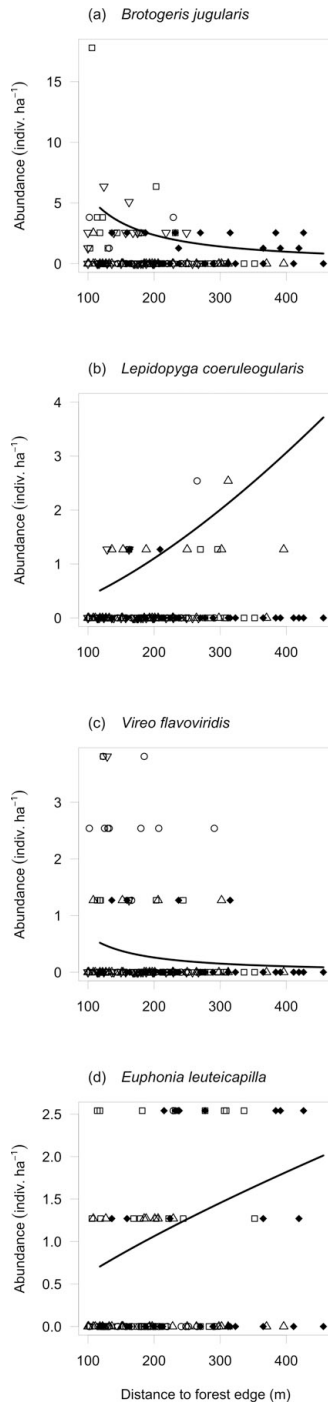 (a) Brotogeris jugularis
Abundance (indiv. ha⁻¹)
15
10
5
0
100 200 300 400
(b) Lepidopyga coeruleogularis
Abundance (indiv. ha⁻¹)
4
3
2
1
0
100 200 300 400
(c) Vireo flavoviridis
Abundance (indiv. ha⁻¹)
3
2
1
0
100 200 300 400
(d) Euphonia leuteicapilla
Abundance (indiv. ha⁻¹)
2.5
2.0
1.5
1.0
0.5
0.0
100 200 300 400
Distance to forest edge (m)